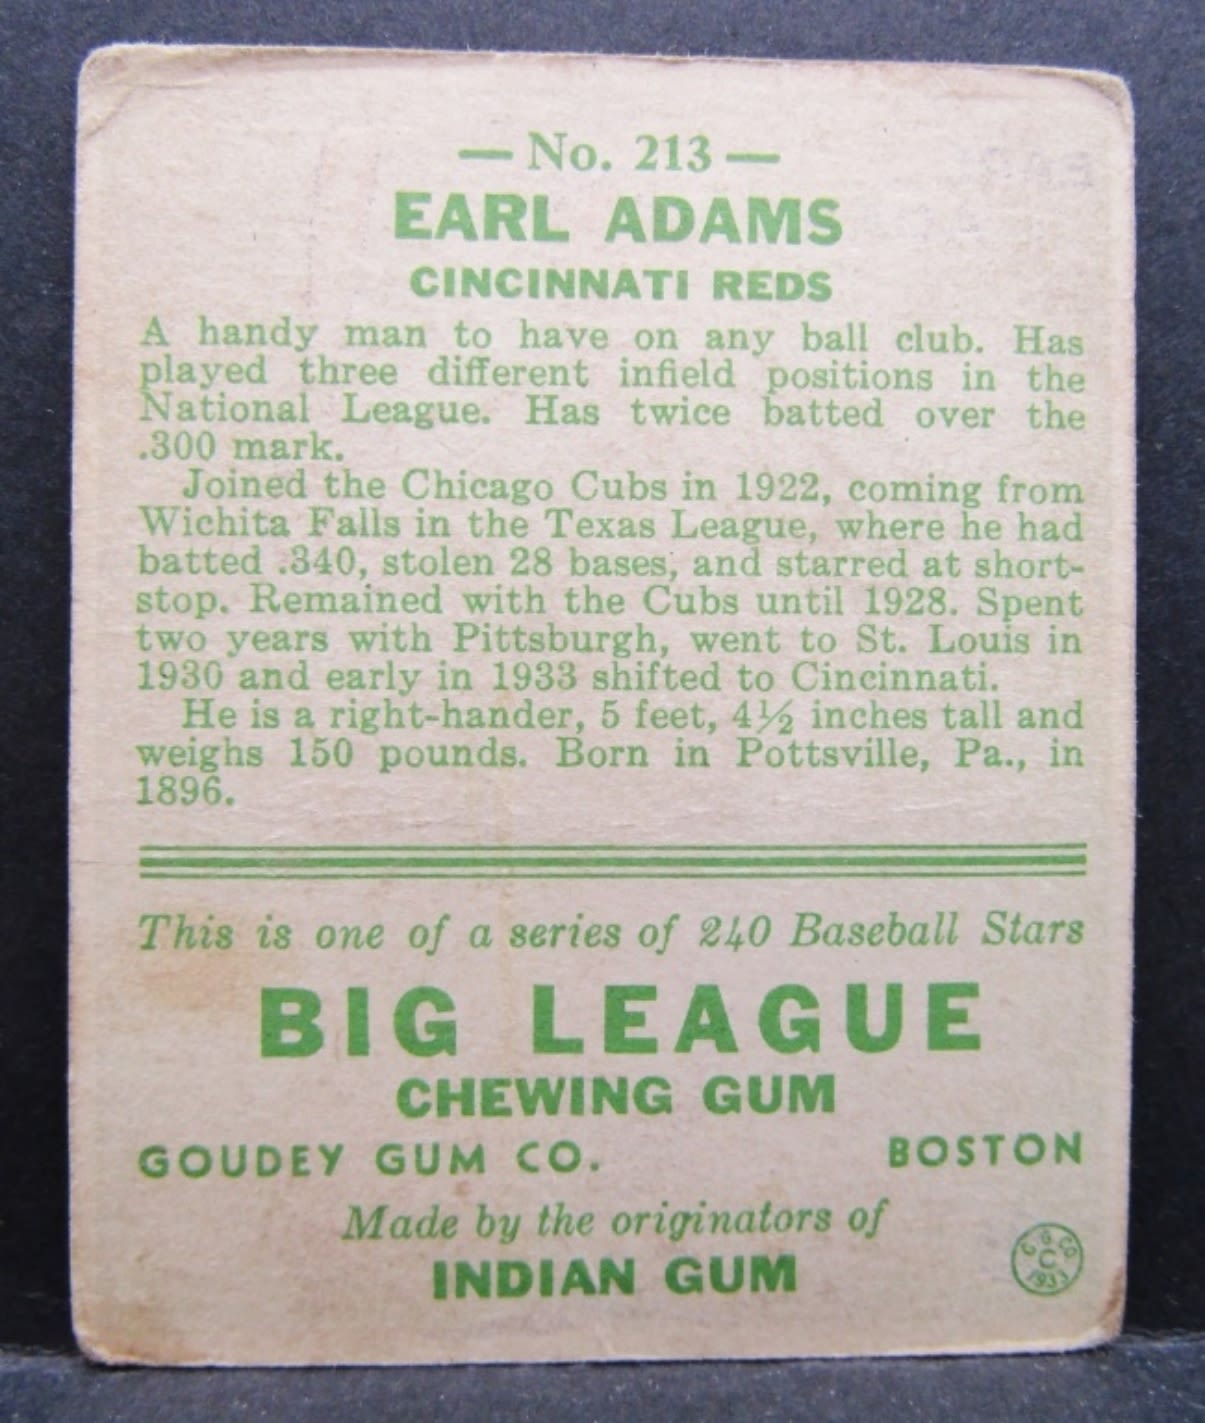 — No. 213 —
EARL ADAMS
CINCINNATI REDS
A handy man to have on any ball club. Has
played three different infield positions in the
National League. Has twice batted over the
.300 mark.
Joined the Chicago Cubs in 1922, coming from
Wichita Falls in the Texas League, where he had
batted .340, stolen 28 bases, and starred at short-
stop. Remained with the Cubs until 1928. Spent
two years with Pittsburgh, went to St. Louis in
1930 and early in 1933 shifted to Cincinnati.
He is a right-hander, 5 feet, 4½ inches tall and
weighs 150 pounds. Born in Pottsville, Pa., in
1896.
This is one of a series of 240 Baseball Stars
BIG LEAGUE
CHEWING GUM
GOUDEY GUM CO. BOSTON
Made by the originators of
INDIAN GUM
G. G. CO.
C
1933